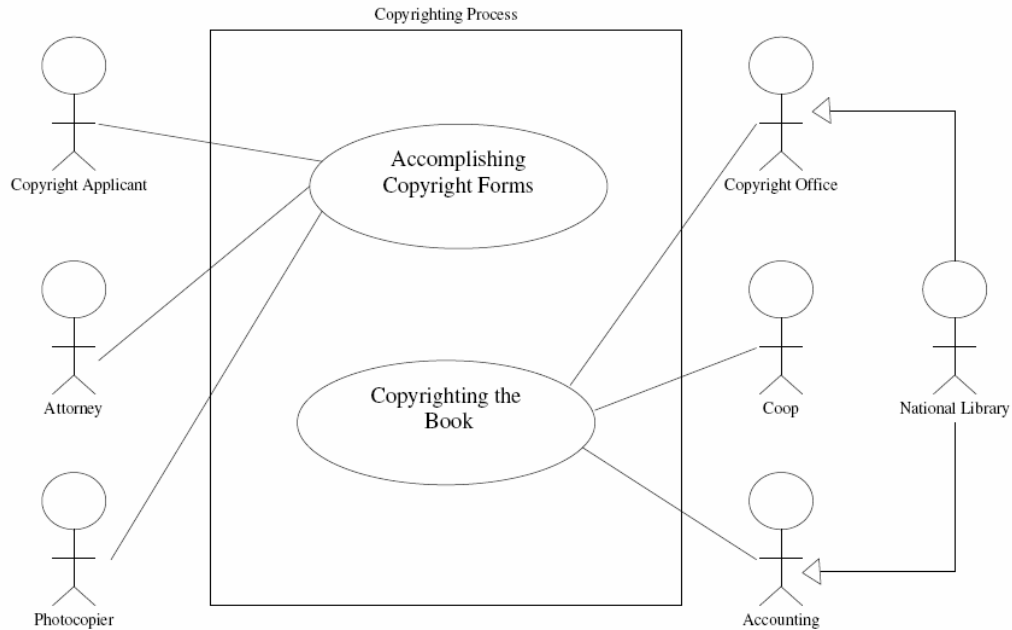 Copyrighting Process
Accomplishing
Copyright Forms
Copyright Applicant
Copyright Office
Copyrighting the
Book
Attorney
Coop
National Library
Photocopier
Accounting